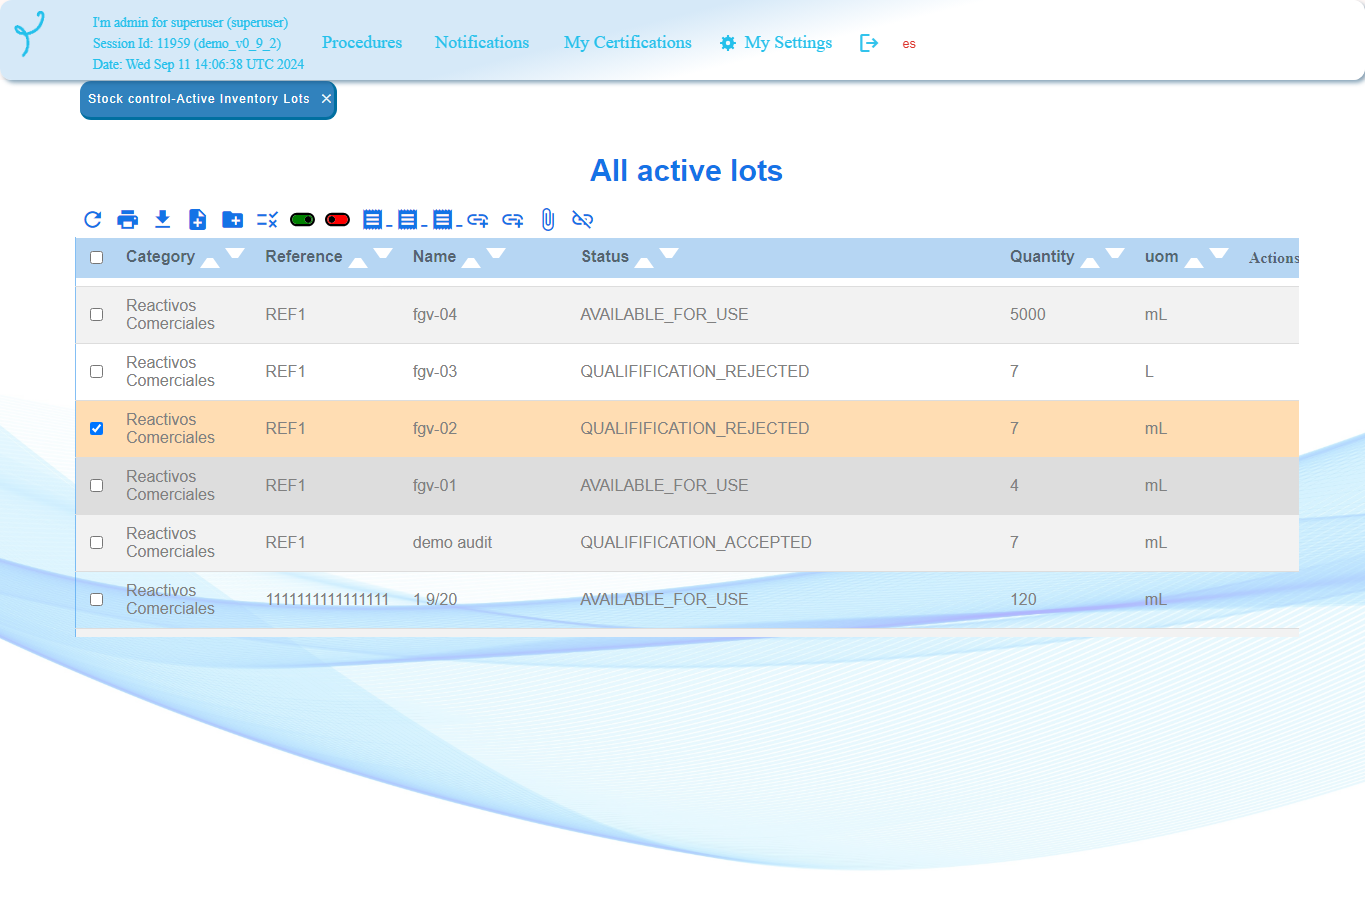 I'm admin for superuser (superuser)
Session Id: 11959 (demo_v0_9_2)
Date: Wed Sep 11 14:06:38 UTC 2024
Procedures
Notifications
My Certifications
My Settings
es
Stock control-Active Inventory Lots ×
All active lots
Category Reference Name Status Quantity uom Actions
Reactivos
Comerciales
REF1 fgv-04 AVAILABLE_FOR_USE 5000 mL
Reactivos
Comerciales
REF1 fgv-03 QUALIFIFICATION_REJECTED 7 L
Reactivos
Comerciales
REF1 fgv-02 QUALIFIFICATION_REJECTED 7 mL
Reactivos
Comerciales
REF1 fgv-01 AVAILABLE_FOR_USE 4 mL
Reactivos
Comerciales
REF1 demo audit QUALIFIFICATION_ACCEPTED 7 mL
Reactivos
Comerciales
1111111111111111 1 9/20 AVAILABLE_FOR_USE 120 mL